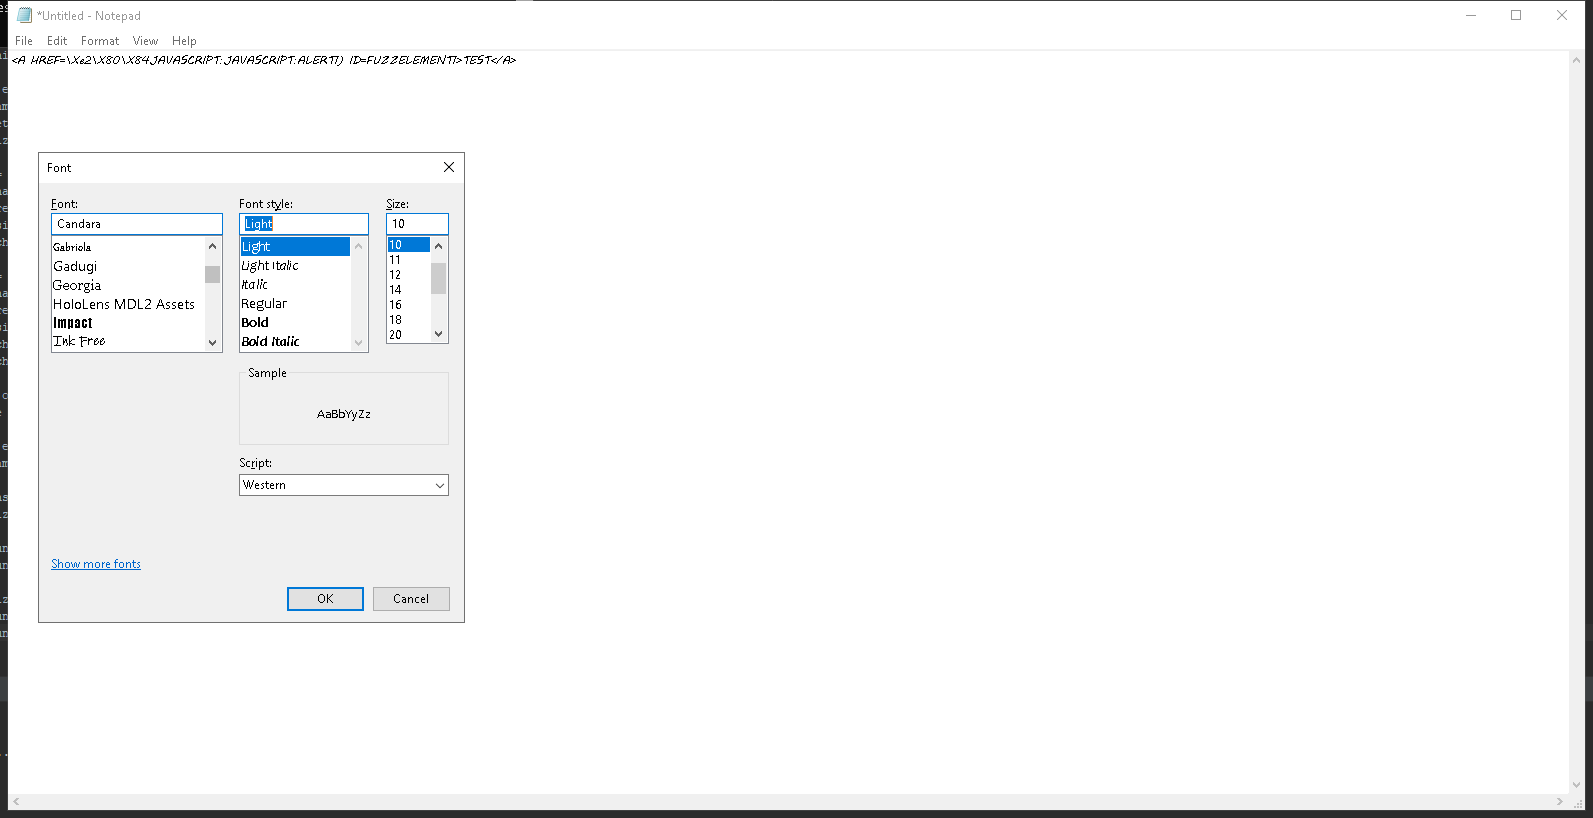 *Untitled - Notepad
File Edit Format View Help
<A HREF=\Xe2\X80\X84JAVASCRIPT:JAVASCRIPT:ALERT(1) ID=FUZZELEMENT1>TEST</A>
Font
Font: Font style: Size:
Candara Light 10
Gabriola Light 10
Gadugi Light Italic 11
Georgia Italic 12
HoloLens MDL2 Assets Regular 14
Impact Bold 16
Ink Free Bold Italic 18
20
Sample
AaBbYyZz
Script:
Western
Show more fonts
OK Cancel